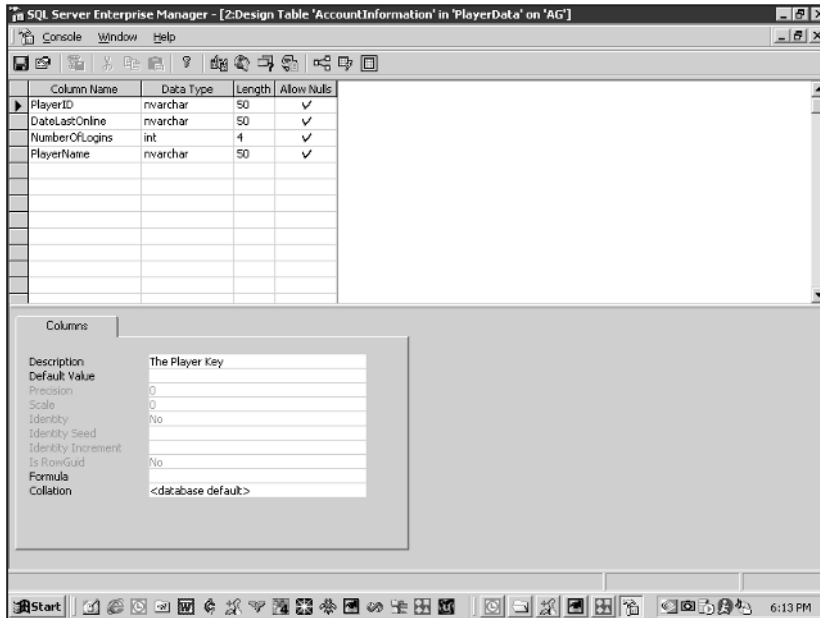 SQL Server Enterprise Manager - [2:Design Table 'AccountInformation' in 'PlayerData' on 'AG']
Console Window Help
Column Name Data Type Length Allow Nulls
PlayerID nvarchar 50 ✓
DateLastOnline nvarchar 50 ✓
NumberOfLogins int 4 ✓
PlayerName nvarchar 50 ✓
Columns
Description The Player Key
Default Value
Precision 0
Scale 0
Identity No
Identity Seed
Identity Increment
Is RowGuid No
Formula
Collation <database default>
Start 6:13 PM